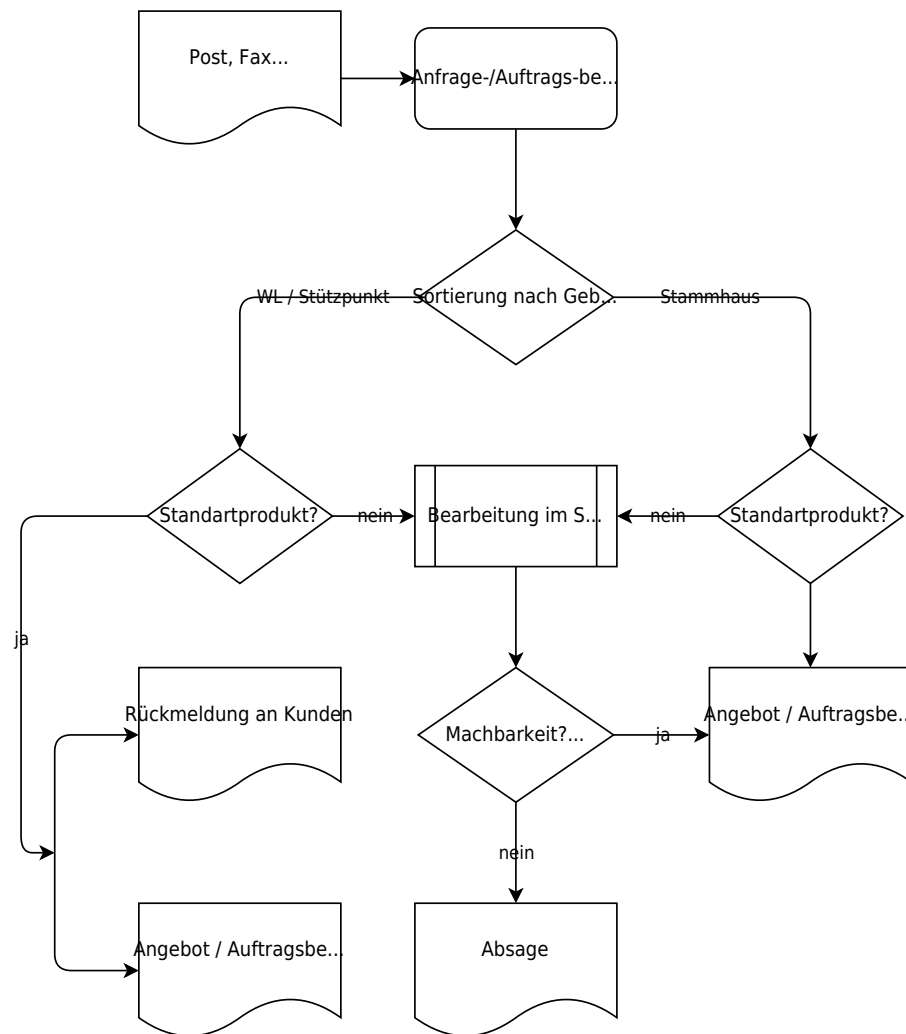 Post, Fax...
Anfrage-/Auftrags-be...
WL / Stützpunkt
Sortierung nach Geb...
Stammhaus
Standartprodukt?
nein
Bearbeitung im S...
nein
Standartprodukt?
ja
Rückmeldung an Kunden
Machbarkeit?...
ja
Angebot / Auftragsbe...
nein
Angebot / Auftragsbe...
Absage